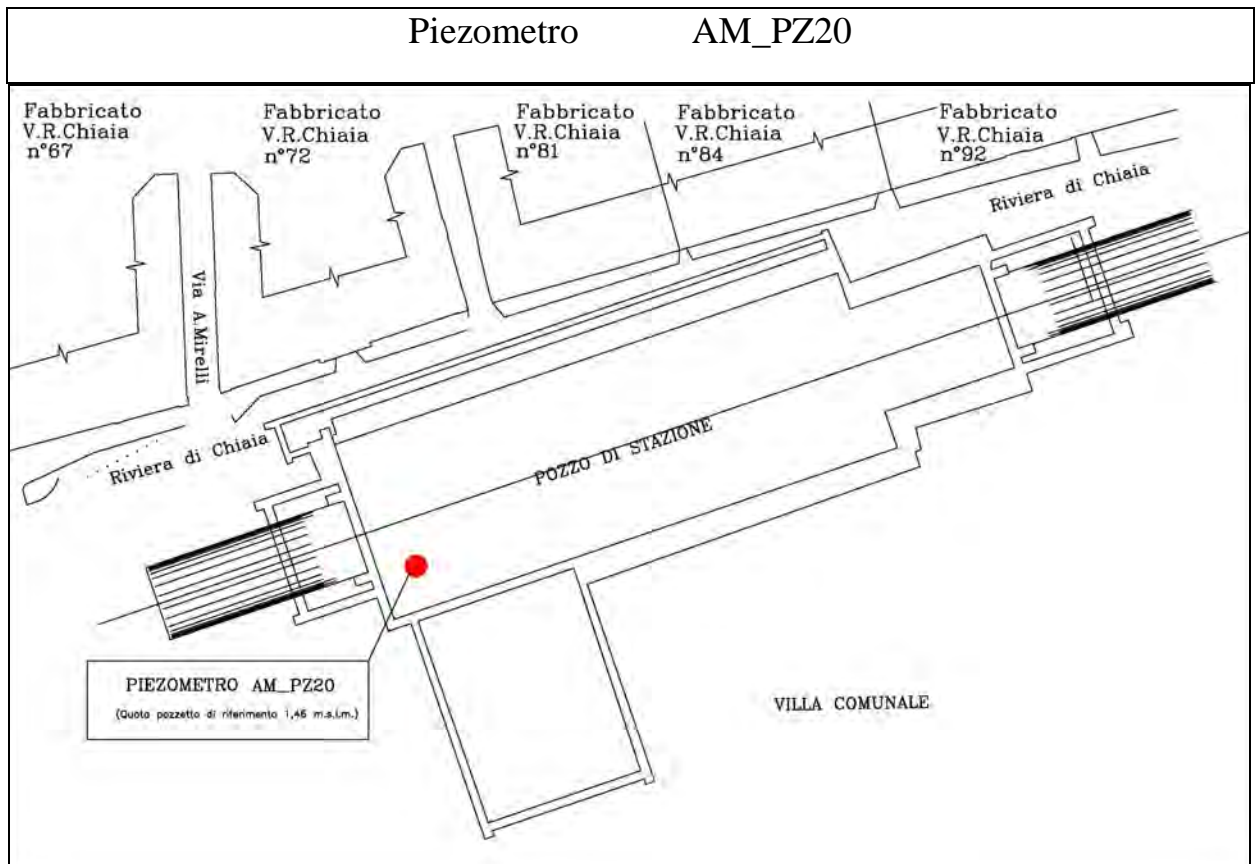 Piezometro AM_PZ20
Fabbricato
V.R.Chiaia
n°67
Fabbricato
V.R.Chiaia
n°72
Fabbricato
V.R.Chiaia
n°81
Fabbricato
V.R.Chiaia
n°84
Fabbricato
V.R.Chiaia
n°92
Riviera di Chiaia
Via A.Mirelli
Riviera di Chiaia
POZZO DI STAZIONE
PIEZOMETRO AM_PZ20
(Quota pozzetto di riferimento 1,46 m.s.l.m.)
VILLA COMUNALE